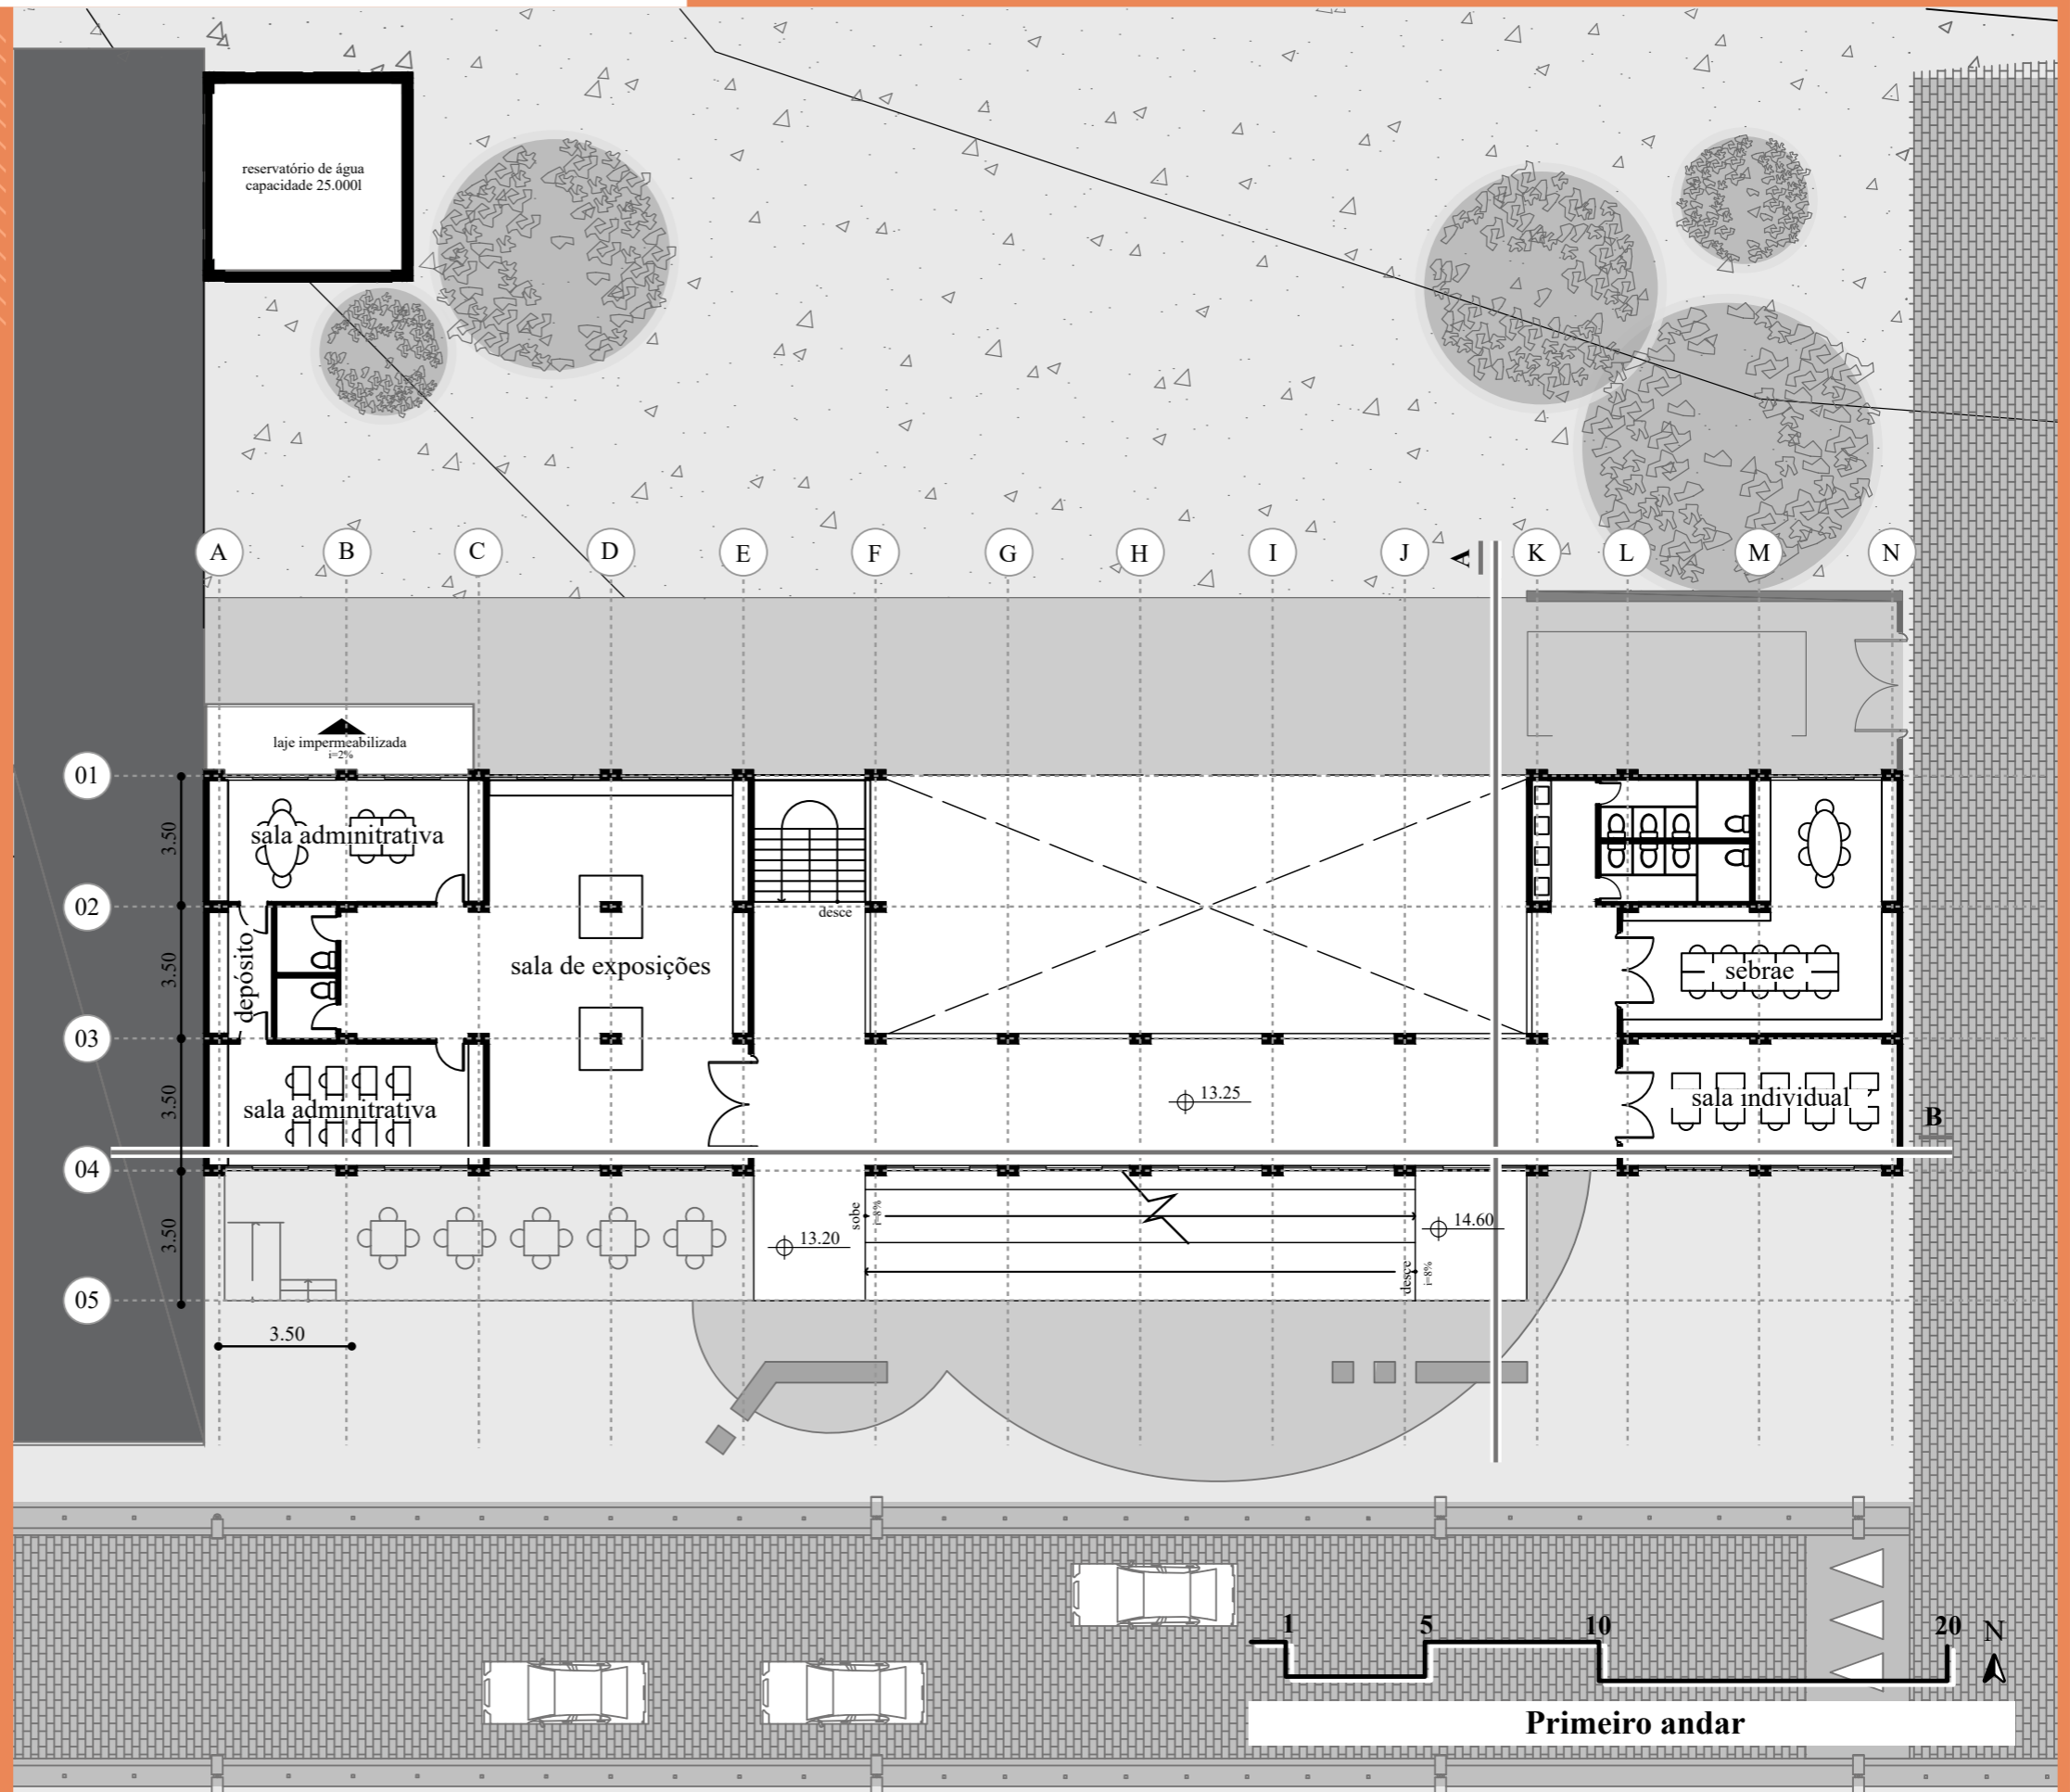 reservatório de água
capacidade 25.000l
A B C D E F G H I J A K L M N
laje impermeabilizada
i=2%
01
3.50
sala adminitrativa
02
desce
depósito
sala de exposições
3.50
sebrae
03
13.25
3.50
sala adminitrativa
sala individual
B
04
sobe
i=8%
3.50
13.20
14.60
desce
i=8%
05
3.50
1 5 10 20 N
Primeiro andar